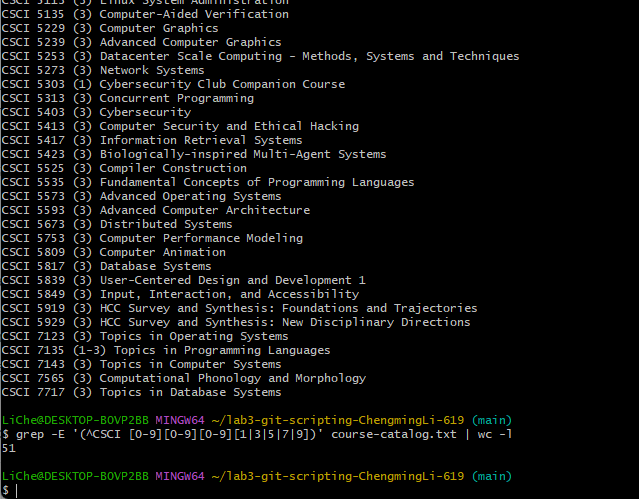 CSCI 5113 (3) Linux System Administration
CSCI 5135 (3) Computer-Aided Verification
CSCI 5229 (3) Computer Graphics
CSCI 5239 (3) Advanced Computer Graphics
CSCI 5253 (3) Datacenter Scale Computing - Methods, Systems and Techniques
CSCI 5273 (3) Network Systems
CSCI 5303 (1) Cybersecurity Club Companion Course
CSCI 5313 (3) Concurrent Programming
CSCI 5403 (3) Cybersecurity
CSCI 5413 (3) Computer Security and Ethical Hacking
CSCI 5417 (3) Information Retrieval Systems
CSCI 5423 (3) Biologically-inspired Multi-Agent Systems
CSCI 5525 (3) Compiler Construction
CSCI 5535 (3) Fundamental Concepts of Programming Languages
CSCI 5573 (3) Advanced Operating Systems
CSCI 5593 (3) Advanced Computer Architecture
CSCI 5673 (3) Distributed Systems
CSCI 5753 (3) Computer Performance Modeling
CSCI 5809 (3) Computer Animation
CSCI 5817 (3) Database Systems
CSCI 5839 (3) User-Centered Design and Development 1
CSCI 5849 (3) Input, Interaction, and Accessibility
CSCI 5919 (3) HCC Survey and Synthesis: Foundations and Trajectories
CSCI 5929 (3) HCC Survey and Synthesis: New Disciplinary Directions
CSCI 7123 (3) Topics in Operating Systems
CSCI 7135 (1-3) Topics in Programming Languages
CSCI 7143 (3) Topics in Computer Systems
CSCI 7565 (3) Computational Phonology and Morphology
CSCI 7717 (3) Topics in Database Systems
LiChe@DESKTOP-BOVP2BB MINGW64 ~/lab3-git-scripting-ChengmingLi-619 (main)
$ grep -E '(^CSCI [0-9][0-9][0-9][1|3|5|7|9])' course-catalog.txt | wc -l
51
LiChe@DESKTOP-BOVP2BB MINGW64 ~/lab3-git-scripting-ChengmingLi-619 (main)
$